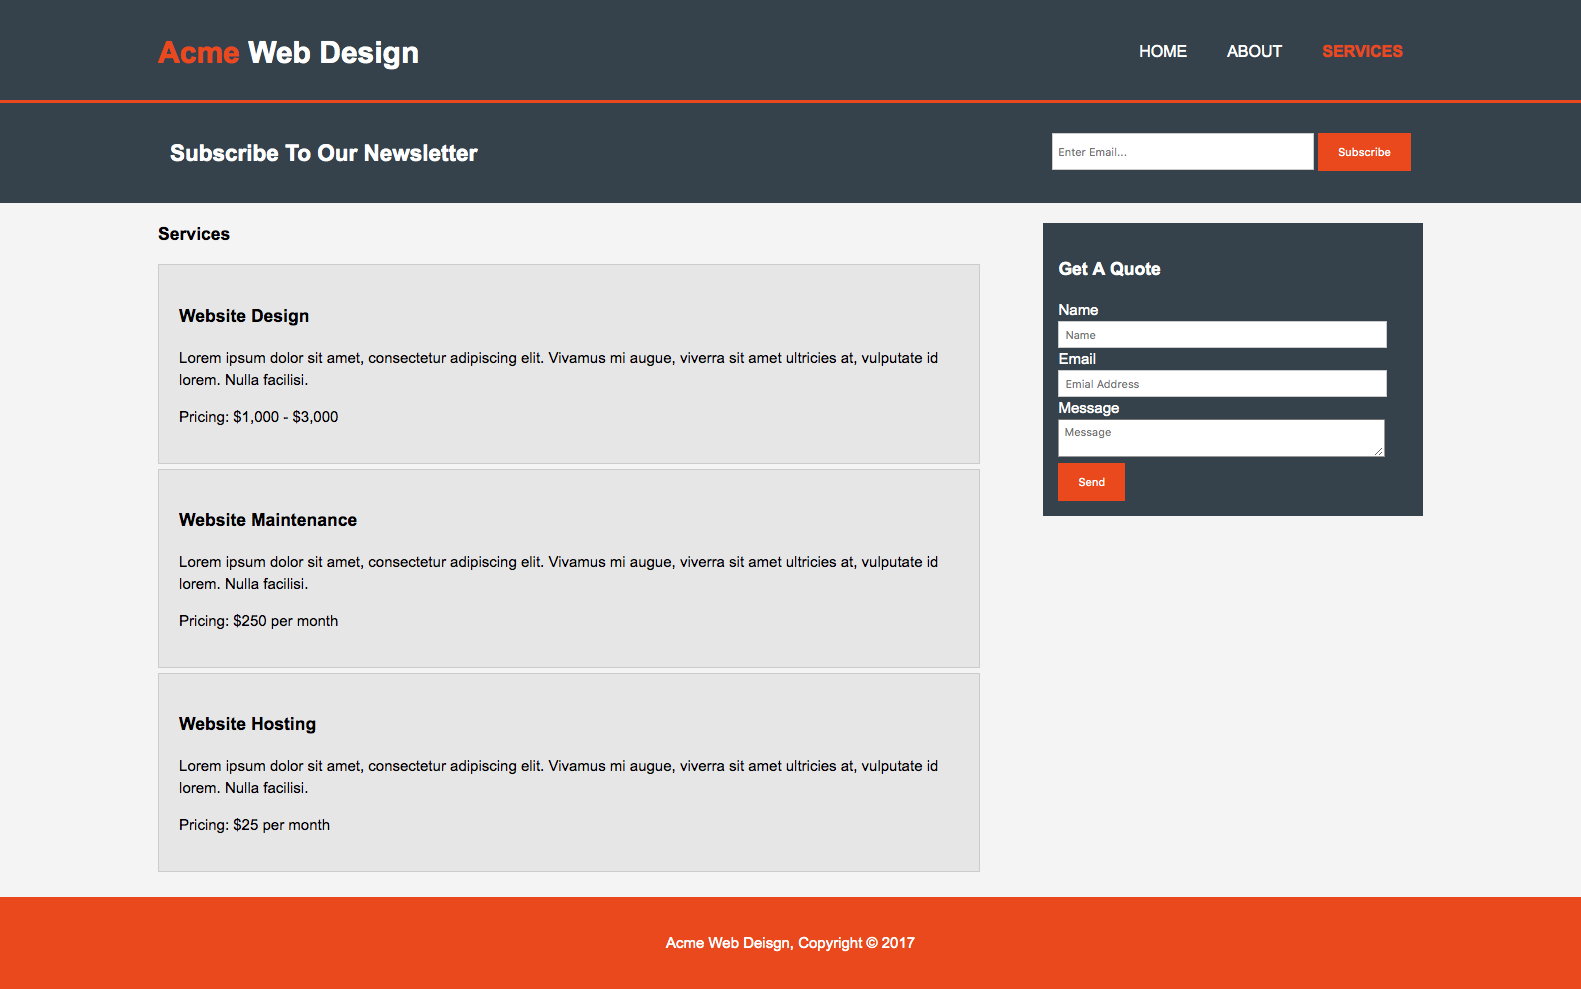 Acme Web Design
HOME ABOUT SERVICES
Subscribe To Our Newsletter
Enter Email... Subscribe
Services
Website Design
Lorem ipsum dolor sit amet, consectetur adipiscing elit. Vivamus mi augue, viverra sit amet ultricies at, vulputate id
lorem. Nulla facilisi.
Pricing: $1,000 - $3,000
Website Maintenance
Lorem ipsum dolor sit amet, consectetur adipiscing elit. Vivamus mi augue, viverra sit amet ultricies at, vulputate id
lorem. Nulla facilisi.
Pricing: $250 per month
Website Hosting
Lorem ipsum dolor sit amet, consectetur adipiscing elit. Vivamus mi augue, viverra sit amet ultricies at, vulputate id
lorem. Nulla facilisi.
Pricing: $25 per month
Get A Quote
Name
Name
Email
Emial Address
Message
Message
Send
Acme Web Deisgn, Copyright © 2017